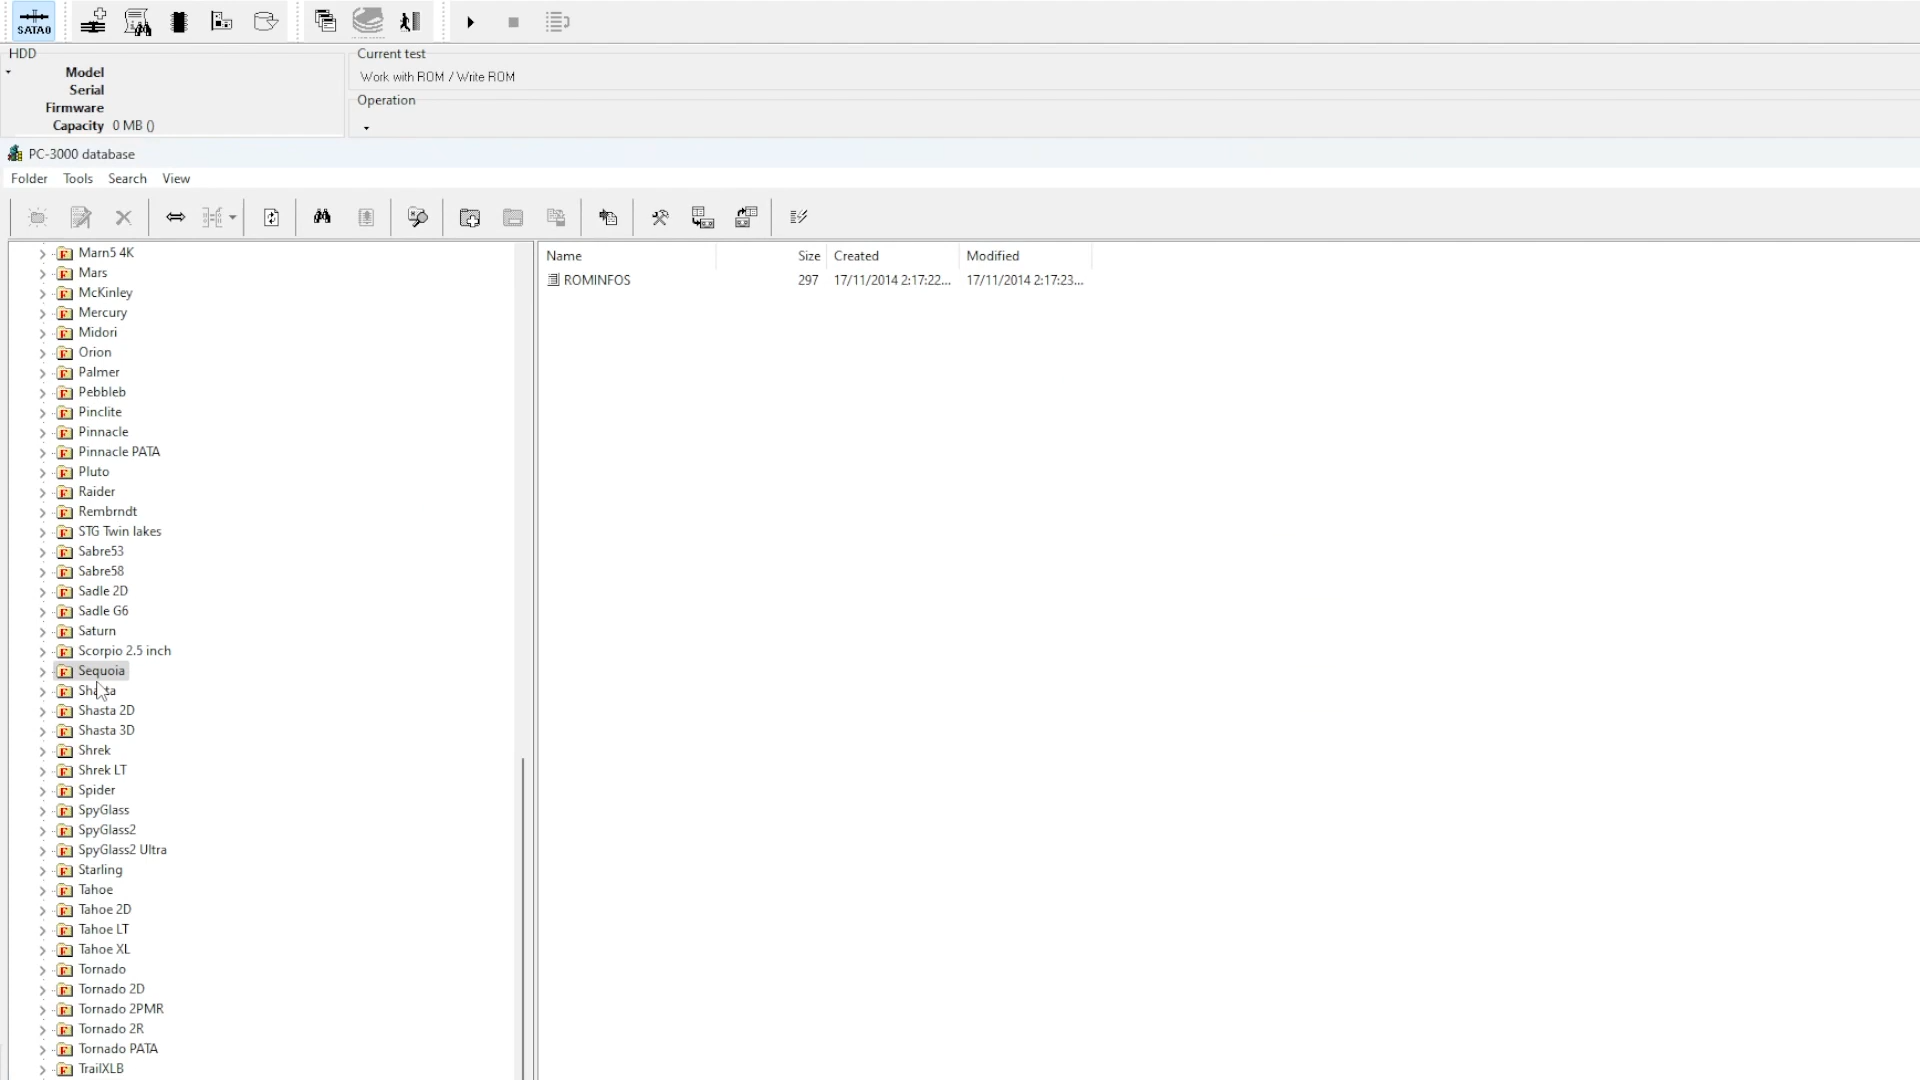 SATA0
HDD
Model
Serial
Firmware
Capacity 0 MB ()
Current test
Work with ROM / Write ROM
Operation
PC-3000 database
Folder Tools Search View
Marn5 4K
Mars
McKinley
Mercury
Midori
Orion
Palmer
Pebbleb
Pinclite
Pinnacle
Pinnacle PATA
Pluto
Raider
Rembrndt
STG Twin lakes
Sabre53
Sabre58
Sadle 2D
Sadle G6
Saturn
Scorpio 2.5 inch
Sequoia
Shasta
Shasta 2D
Shasta 3D
Shrek
Shrek LT
Spider
SpyGlass
SpyGlass2
SpyGlass2 Ultra
Starling
Tahoe
Tahoe 2D
Tahoe LT
Tahoe XL
Tornado
Tornado 2D
Tornado 2PMR
Tornado 2R
Tornado PATA
TrailXLB
Name Size Created Modified
ROMINFOS 297 17/11/2014 2:17:22... 17/11/2014 2:17:23...